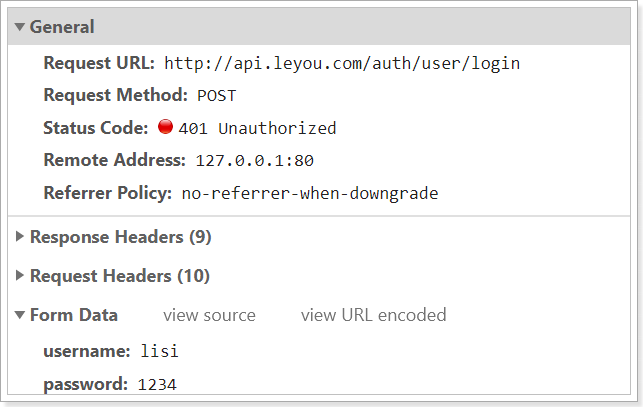 General
Request URL: http://api.leyou.com/auth/user/login
Request Method: POST
Status Code: 401 Unauthorized
Remote Address: 127.0.0.1:80
Referrer Policy: no-referrer-when-downgrade
Response Headers (9)
Request Headers (10)
Form Data view source view URL encoded
username: lisi
password: 1234